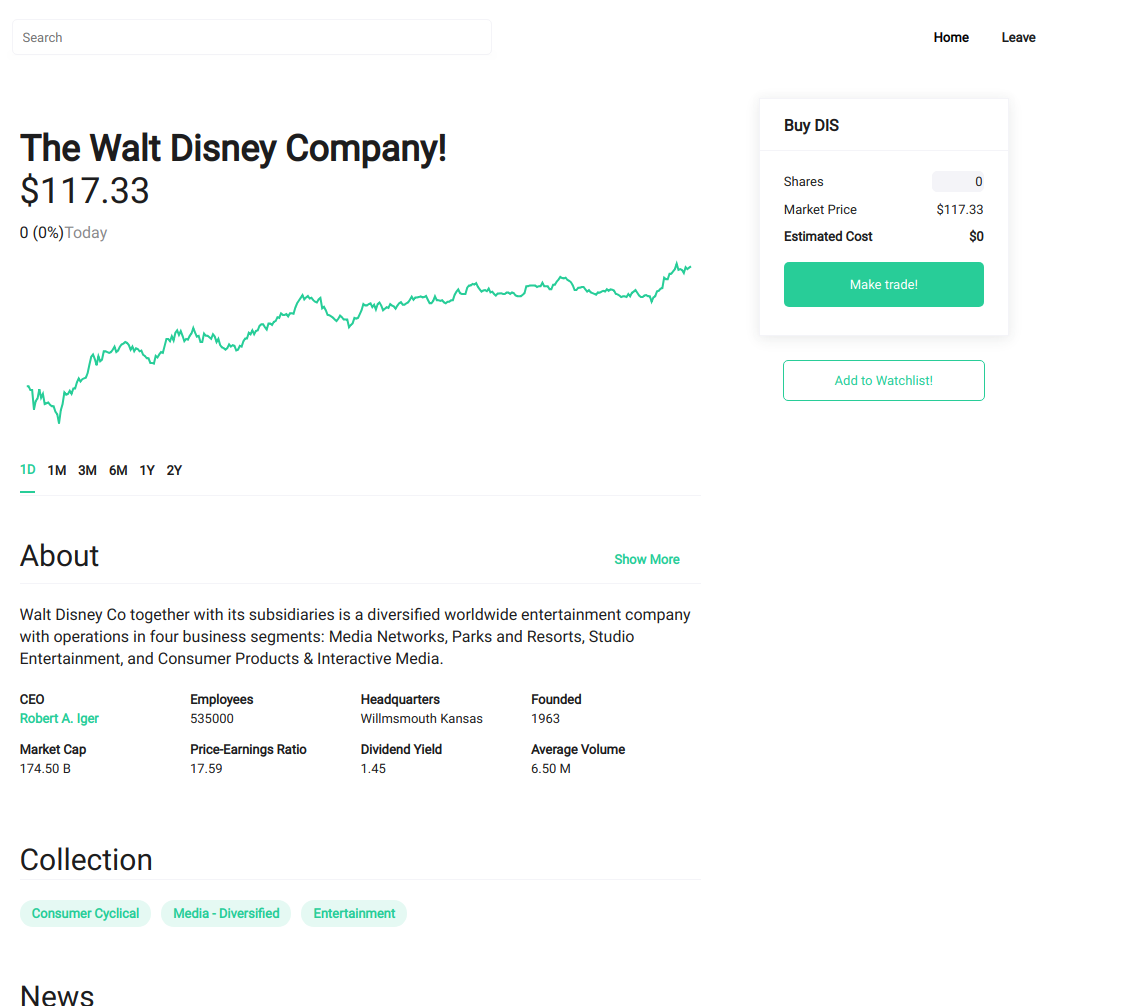 Search
Home Leave
The Walt Disney Company!
$117.33
0 (0%)Today
1D 1M 3M 6M 1Y 2Y
Buy DIS
Shares 0
Market Price $117.33
Estimated Cost $0
Make trade!
Add to Watchlist!
About Show More
Walt Disney Co together with its subsidiaries is a diversified worldwide entertainment company
with operations in four business segments: Media Networks, Parks and Resorts, Studio
Entertainment, and Consumer Products & Interactive Media.
CEO Employees Headquarters Founded
Robert A. Iger 535000 Willmsmouth Kansas 1963
Market Cap Price-Earnings Ratio Dividend Yield Average Volume
174.50 B 17.59 1.45 6.50 M
Collection
Consumer Cyclical Media - Diversified Entertainment
News